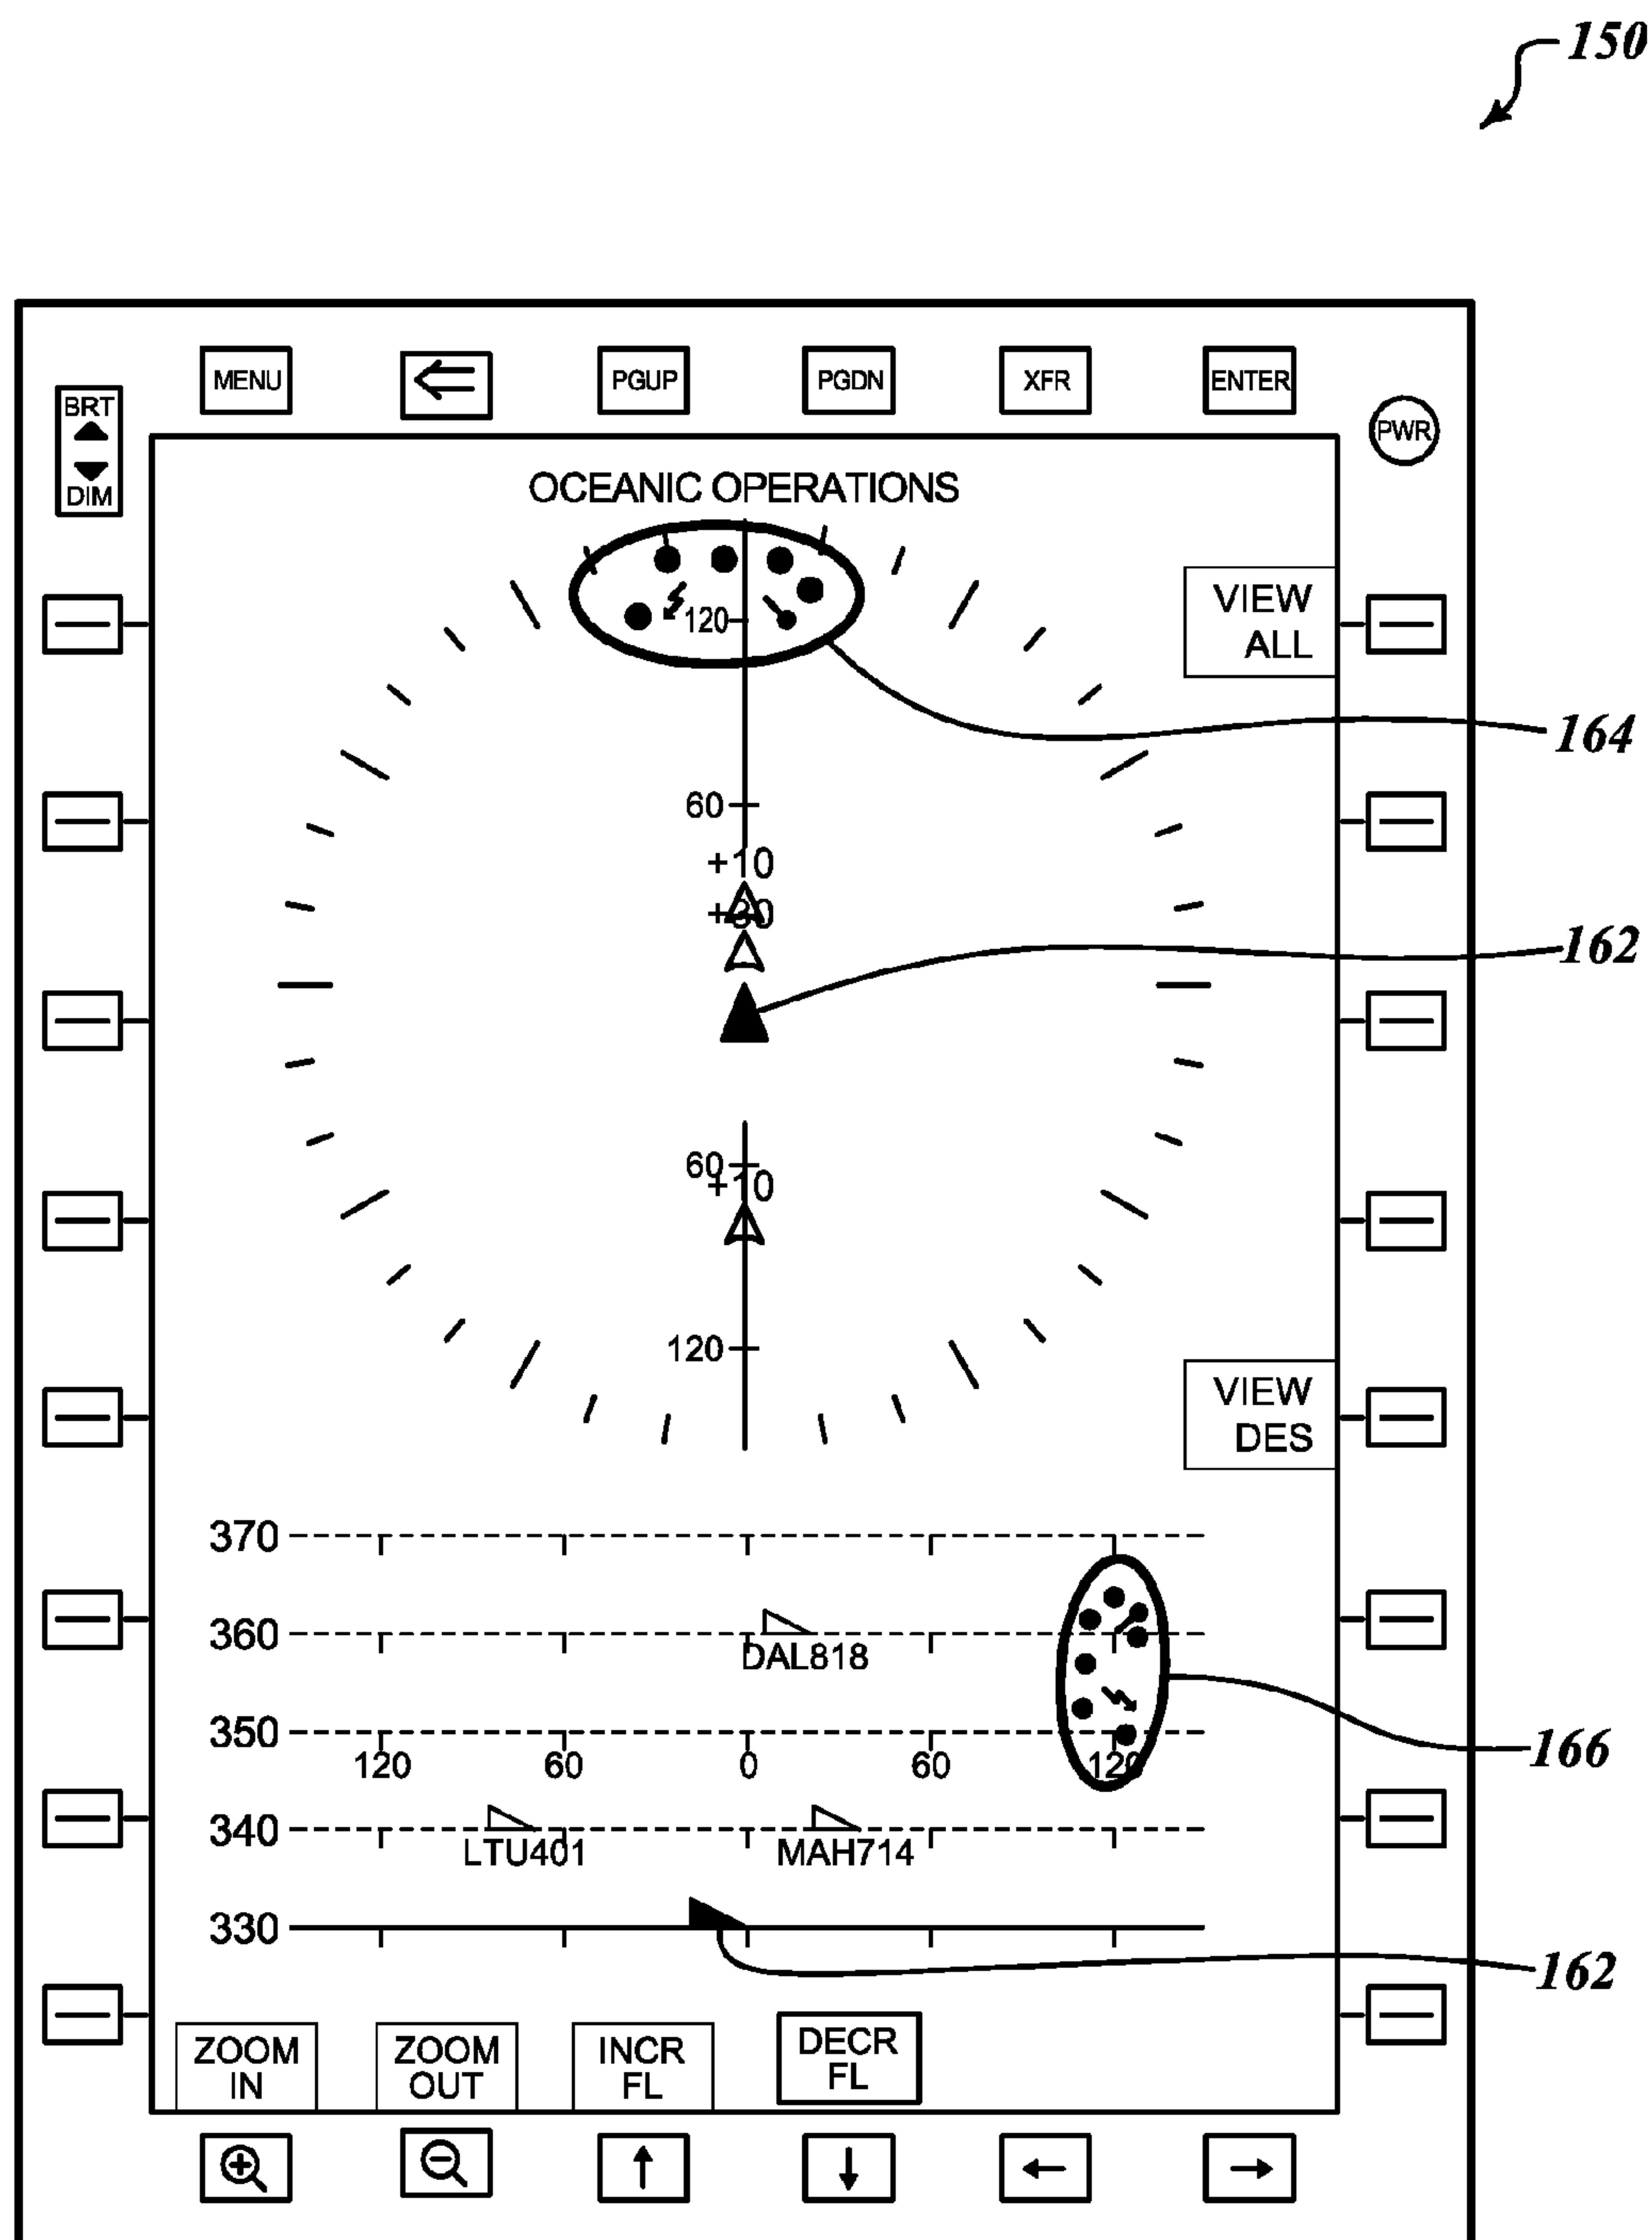 150
MENU
PGUP
PGDN
XFR
ENTER
BRT
DIM
PWR
OCEANIC OPERATIONS
VIEW
ALL
120
164
60
+10
+30
162
60
+10
120
VIEW
DES
370
360
DAL818
350
120 60 0 60 120
166
340
LTU401 MAH714
330
162
ZOOM
IN
ZOOM
OUT
INCR
FL
DECR
FL